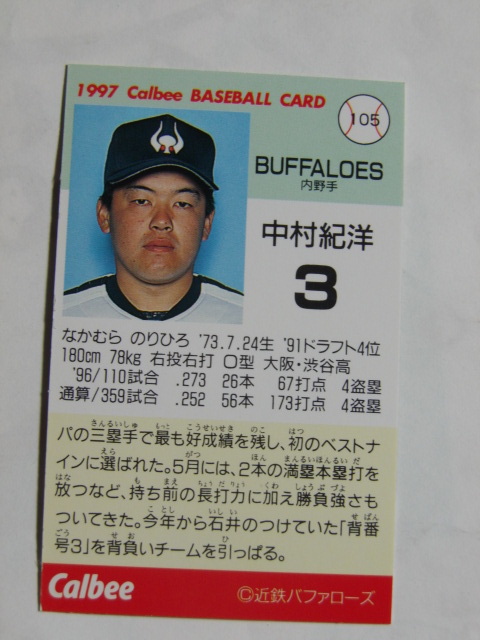 1997 Calbee BASEBALL CARD
105
BUFFALOES
内野手
中村紀洋
3
なかむら のりひろ '73.7.24生 '91ドラフト4位
180cm 78kg 右投右打 O型 大阪・渋谷高
'96/110試合 .273 26本 67打点 4盗塁
通算/359試合 .252 56本 173打点 4盗塁
パの三塁手で最も好成績を残し、初のベストナ
インに選ばれた。5月には、2本の満塁本塁打を
放つなど、持ち前の長打力に加え勝負強さも
ついてきた。今年から石井のつけていた「背番
号3」を背負いチームを引っぱる。
Calbee
©近鉄バファローズ